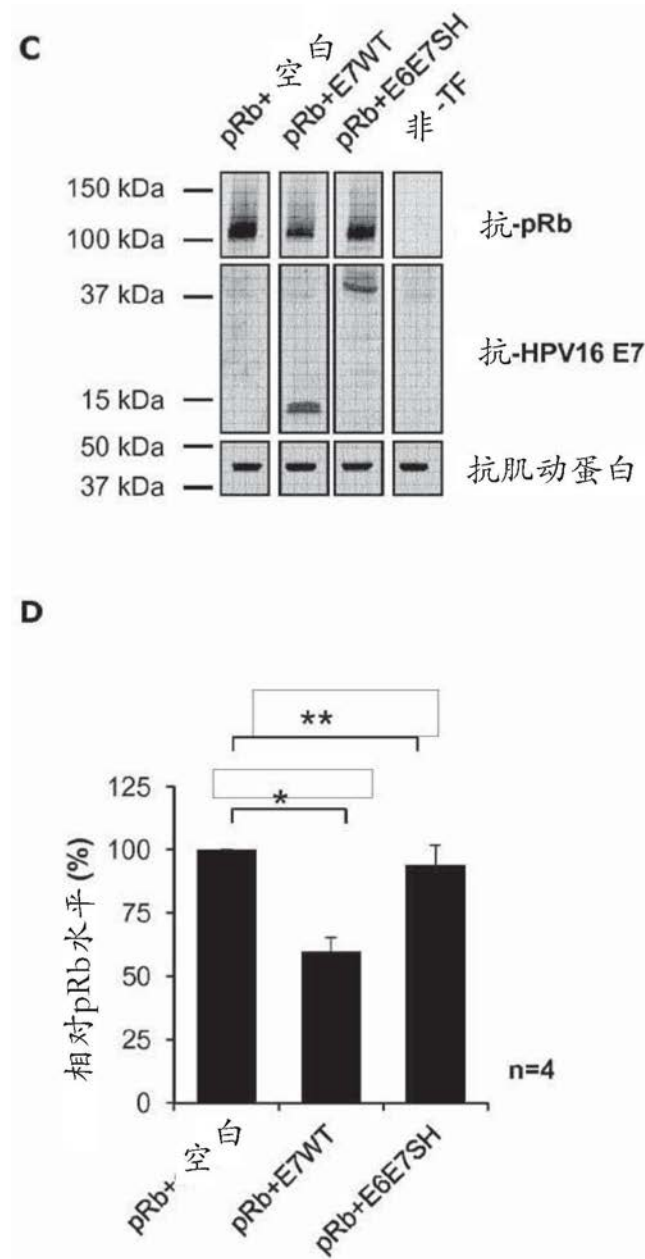 C
pRb+空白
pRb+E7WT
pRb+E6E7SH
非-TF
150 kDa
100 kDa
抗-pRb
37 kDa
15 kDa
抗-HPV16 E7
50 kDa
37 kDa
抗肌动蛋白
D
**
*
125
100
75
50
25
0
相对pRb水平(%)
n=4
pRb+空白
pRb+E7WT
pRb+E6E7SH